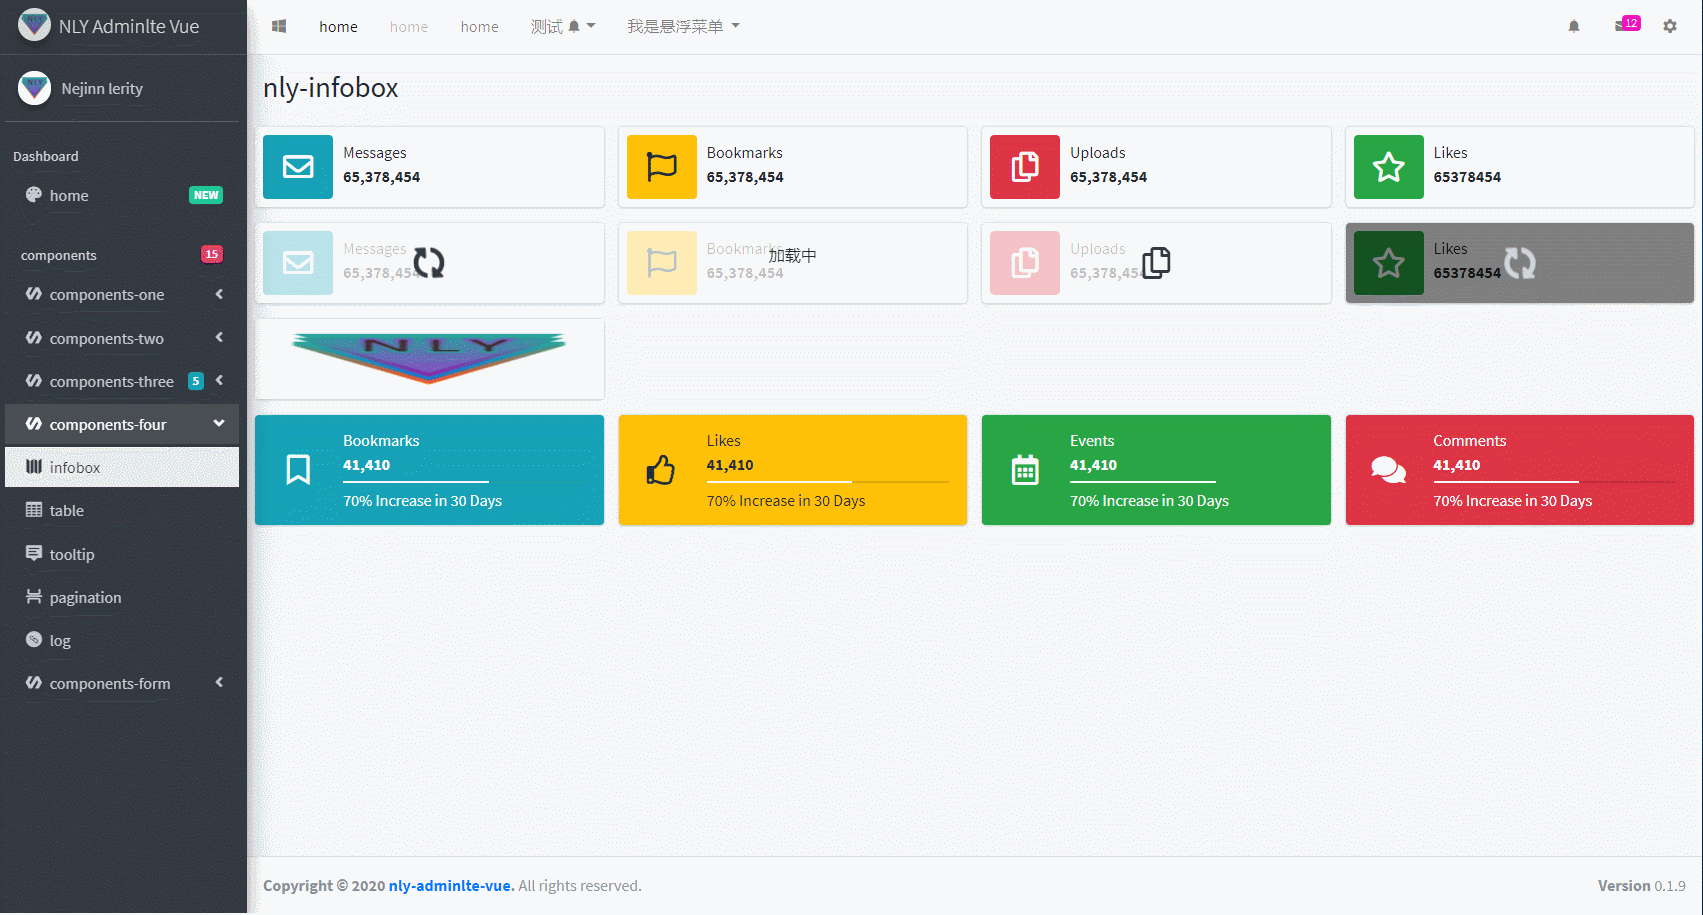 NLY Adminlte Vue
Nejinn lerity
Dashboard
home NEW
components 15
components-one
components-two
components-three 5
components-four
infobox
table
tooltip
pagination
log
components-form
home home home 测试 我是悬浮菜单 12
nly-infobox
Messages
65,378,454
Bookmarks
65,378,454
Uploads
65,378,454
Likes
65378454
Messages
65,378,454
Bookmarks
65,378,454
加载中
Uploads
65,378,454
Likes
65378454
NLY
Bookmarks
41,410
70% Increase in 30 Days
Likes
41,410
70% Increase in 30 Days
Events
41,410
70% Increase in 30 Days
Comments
41,410
70% Increase in 30 Days
Copyright © 2020 nly-adminlte-vue. All rights reserved.
Version 0.1.9